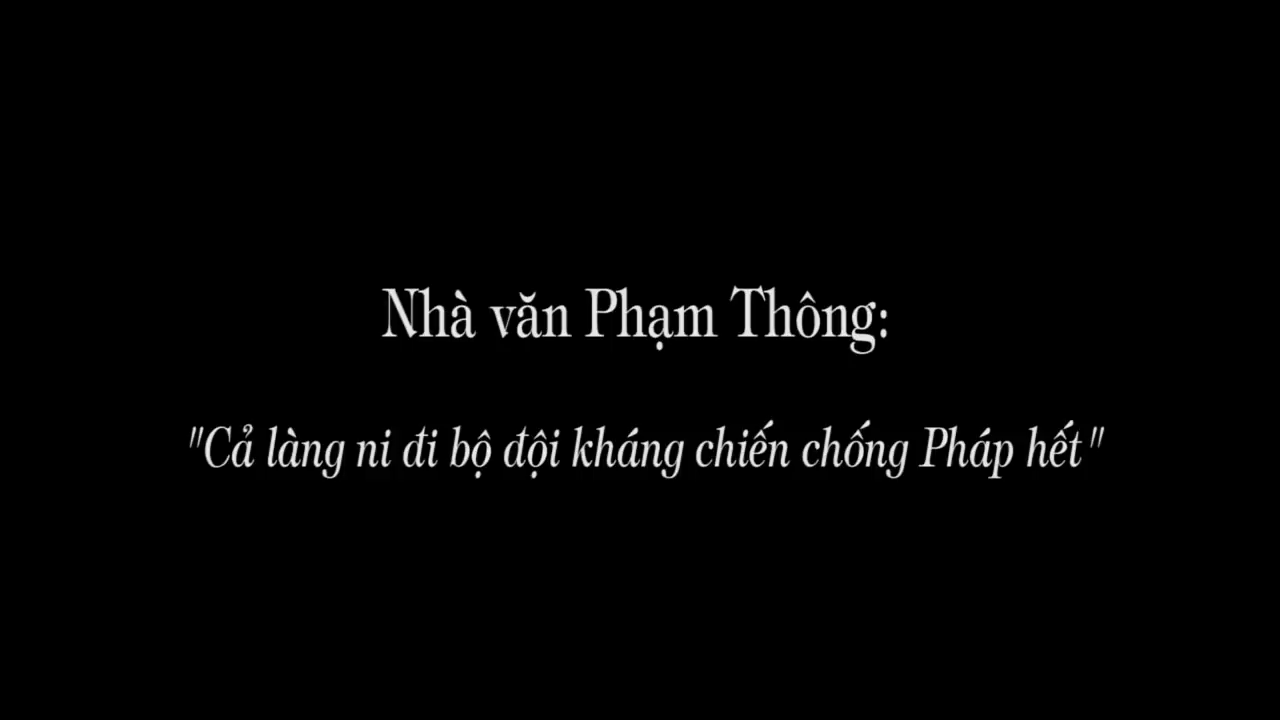 Nhà văn Phạm Thông:
"Cả làng ni đi bộ đội kháng chiến chống Pháp hết"